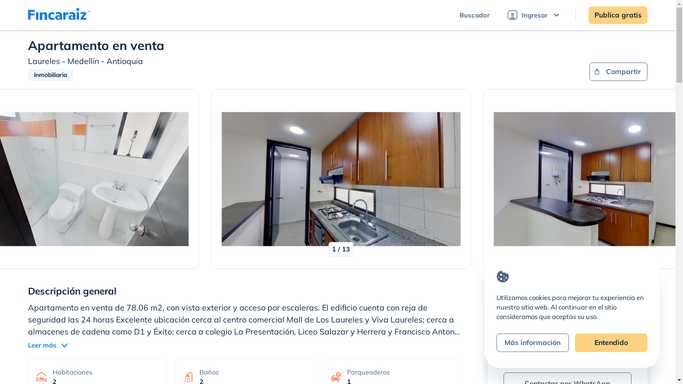 Fincaraiz
Buscador
Ingresar
Publica gratis
Apartamento en venta
Laureles - Medellín - Antioquia
Inmobiliaria
Compartir
1 / 13
Descripción general
Apartamento en venta de 78.06 m2, con vista exterior y acceso por escaleras. El edificio cuenta con reja de
seguridad las 24 horas Excelente ubicación cerca al centro comercial Mall de Los Laureles y Viva Laureles; cerca a
almacenes de cadena como D1 y Éxito; cerca a colegio La Presentación, Liceo Salazar y Herrera y Francisco Anton...
Leer más
Habitaciones
2
Baños
2
Parqueaderos
1
Utilizamos cookies para mejorar tu experiencia en
nuestro sitio web. Al continuar en el sitio
consideramos que aceptas su uso.
Más información
Entendido
Contactar por WhatsApp